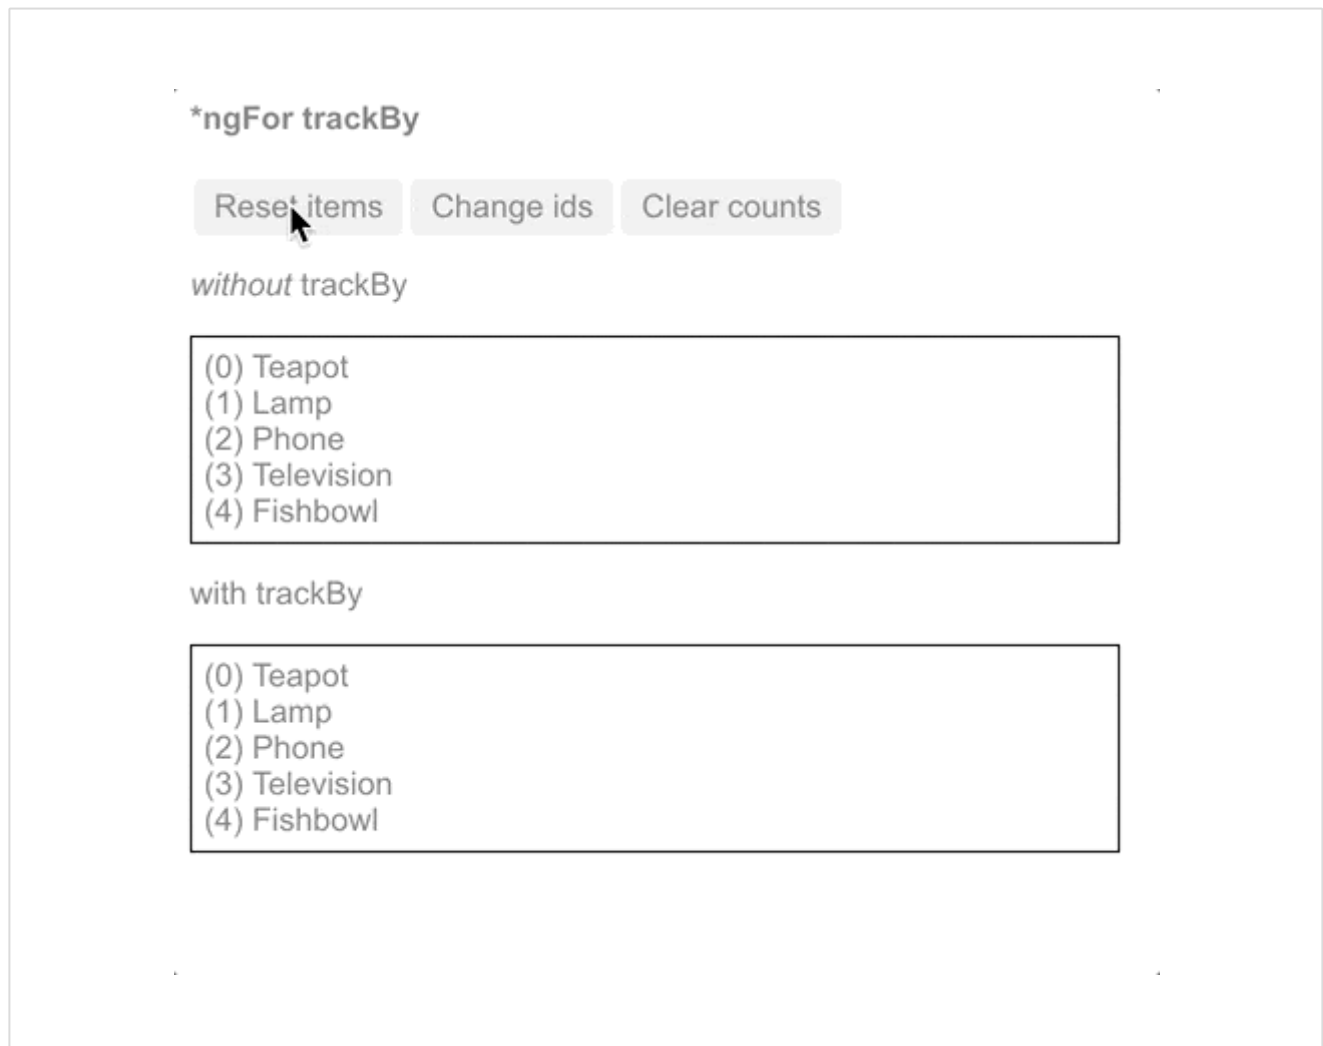 *ngFor trackBy
Reset items Change ids Clear counts
without trackBy
(0) Teapot
(1) Lamp
(2) Phone
(3) Television
(4) Fishbowl
with trackBy
(0) Teapot
(1) Lamp
(2) Phone
(3) Television
(4) Fishbowl